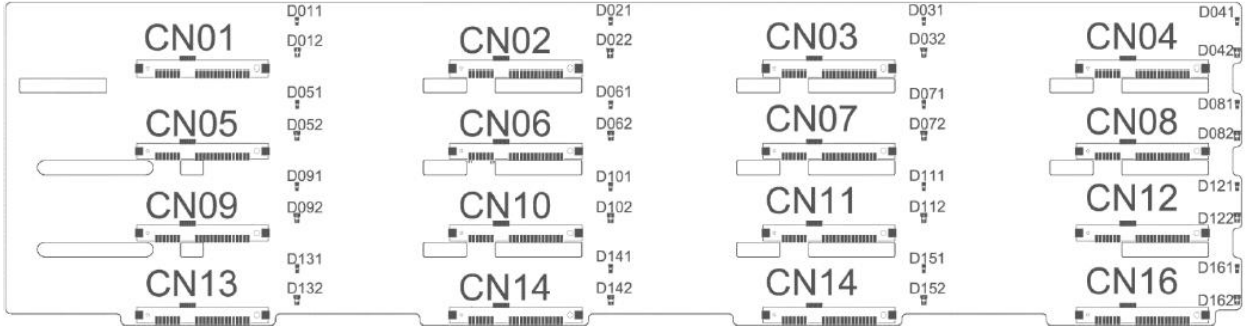 D011 D021 D031 D041
CN01 D012 CN02 D022 CN03 D032 CN04 D042
D051 D061 D071 D081
CN05 D052 CN06 D062 CN07 D072 CN08 D082
D091 D101 D111 D121
CN09 D092 CN10 D102 CN11 D112 CN12 D122
D131 D141 D151 D161
CN13 D132 CN14 D142 CN14 D152 CN16 D162